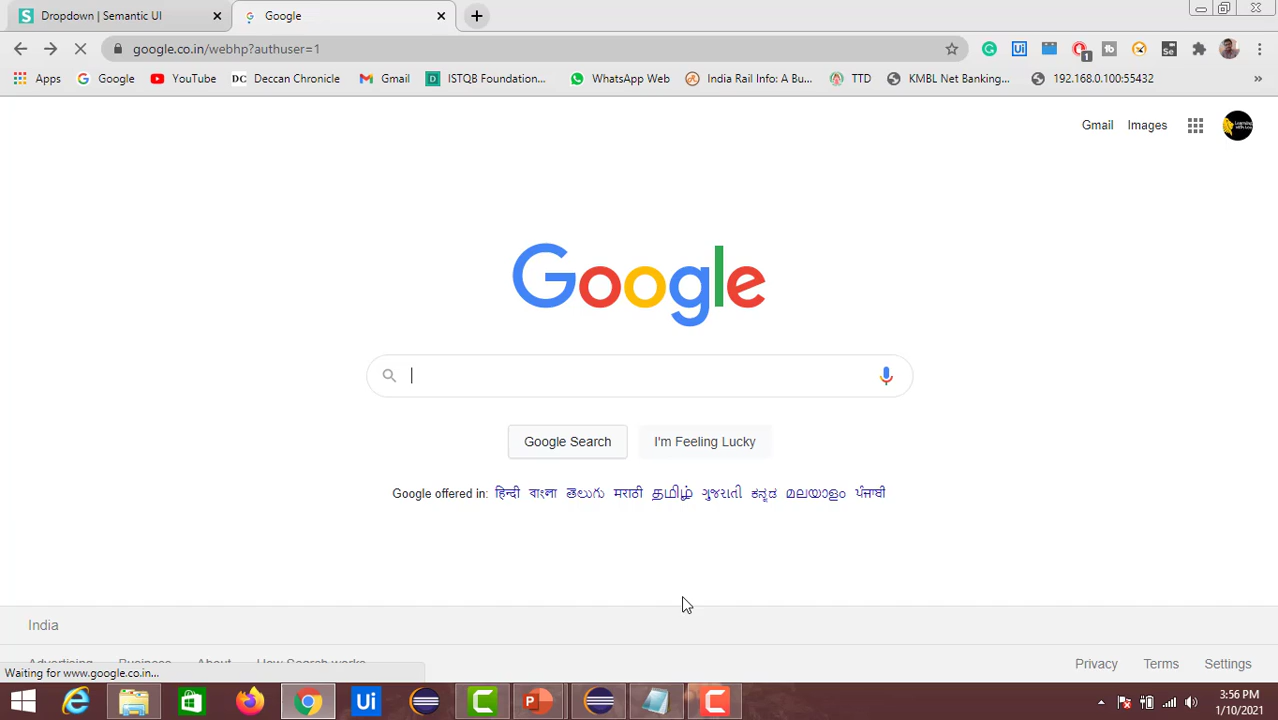 Dropdown | Semantic UI
Google
google.co.in/webhp?authuser=1
Apps Google YouTube DC Deccan Chronicle Gmail ISTQB Foundation... WhatsApp Web India Rail Info: A Bu... TTD KMBL Net Banking... 192.168.0.100:55432 »
Gmail Images
Google
Google Search I'm Feeling Lucky
Google offered in: हिन्दी বাংলা తెలుగు मराठी தமிழ் ગુજરાતી ಕನ್ನಡ മലയാളം ਪੰਜਾਬੀ
India
Advertising Business About How Search works
Privacy Terms Settings
Waiting for www.google.co.in...
3:56 PM
1/10/2021